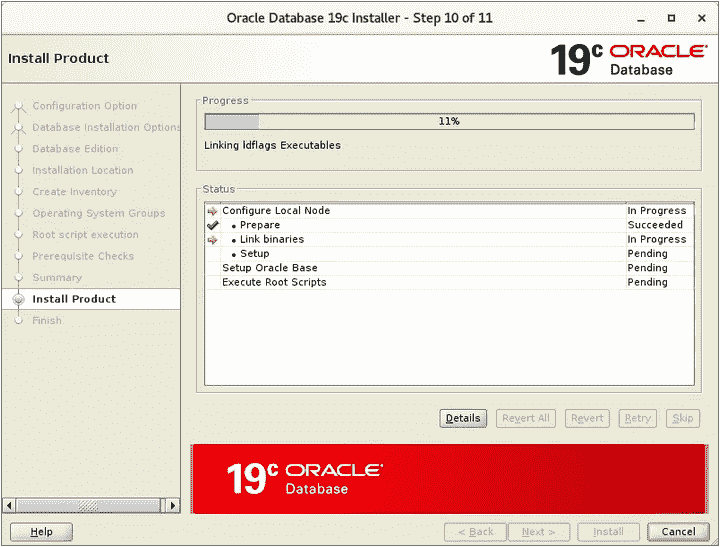 Oracle Database 19c Installer - Step 10 of 11
Install Product
19c ORACLE
Database
Configuration Option
Database Installation Options
Database Edition
Installation Location
Create Inventory
Operating System Groups
Root script execution
Prerequisite Checks
Summary
Install Product
Finish
Progress
11%
Linking ldflags Executables
Status
Configure Local Node In Progress
• Prepare Succeeded
• Link binaries In Progress
• Setup Pending
Setup Oracle Base Pending
Execute Root Scripts Pending
Details Revert All Revert Retry Skip
19c ORACLE
Database
Help < Back Next > Install Cancel